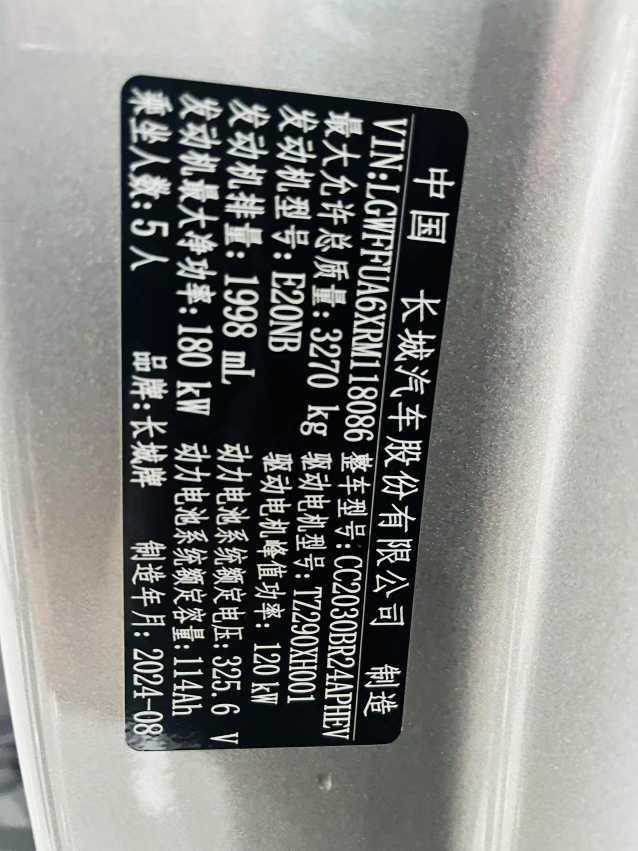 中国 长城汽车股份有限公司 制造
VIN:LGWFFUA6XRM118086 整车型号:CC2030BR24APHEV
最大允许总质量:3270 kg 驱动电机型号:TZ290XH001
发动机型号:E20NB 驱动电机峰值功率:120kW
发动机排量:1998 mL 动力电池系统额定电压:325.6 V
发动机最大净功率:180 kW 动力电池系统额定容量:114Ah
乘坐人数:5人 品牌:长城牌 制造年月:2024-08